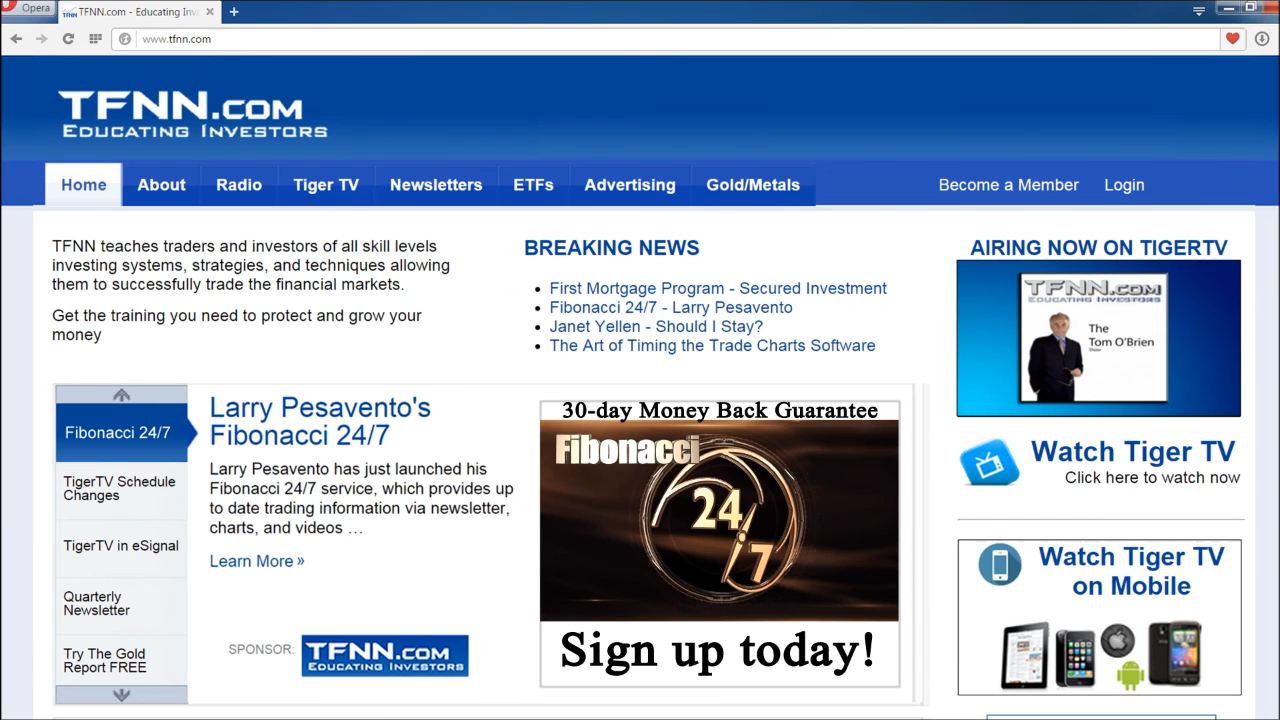 Opera
TFNN.com - Educating Inv
www.tfnn.com
TFNN.COM
EDUCATING INVESTORS
Home
About
Radio
Tiger TV
Newsletters
ETFs
Advertising
Gold/Metals
Become a Member
Login
TFNN teaches traders and investors of all skill levels
investing systems, strategies, and techniques allowing
them to successfully trade the financial markets.
Get the training you need to protect and grow your
money
BREAKING NEWS
First Mortgage Program - Secured Investment
Fibonacci 24/7 - Larry Pesavento
Janet Yellen - Should I Stay?
The Art of Timing the Trade Charts Software
AIRING NOW ON TIGERTV
TFNN.COM
EDUCATING INVESTORS
The
Tom O'Brien
Show
Watch Tiger TV
Click here to watch now
Fibonacci 24/7
TigerTV Schedule
Changes
TigerTV in eSignal
Quarterly
Newsletter
Try The Gold
Report FREE
Larry Pesavento's
Fibonacci 24/7
Larry Pesavento has just launched his
Fibonacci 24/7 service, which provides up
to date trading information via newsletter,
charts, and videos …
Learn More »
SPONSOR:
TFNN.COM
EDUCATING INVESTORS
30-day Money Back Guarantee
Fibonacci
24/7
Sign up today!
Watch Tiger TV
on Mobile